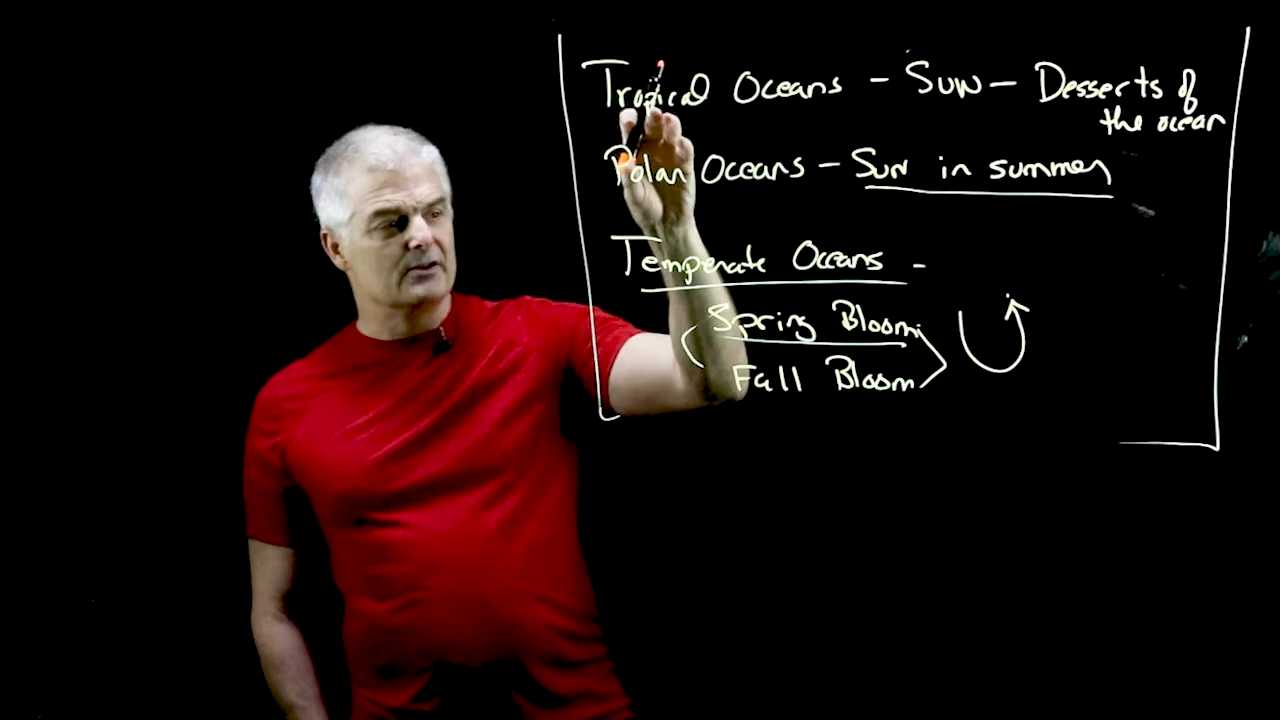 Tropical Oceans - Sun - Desserts of
the ocean
Polar Oceans - Sun in summer
Temperate Oceans -
Spring Bloom
Fall Bloom